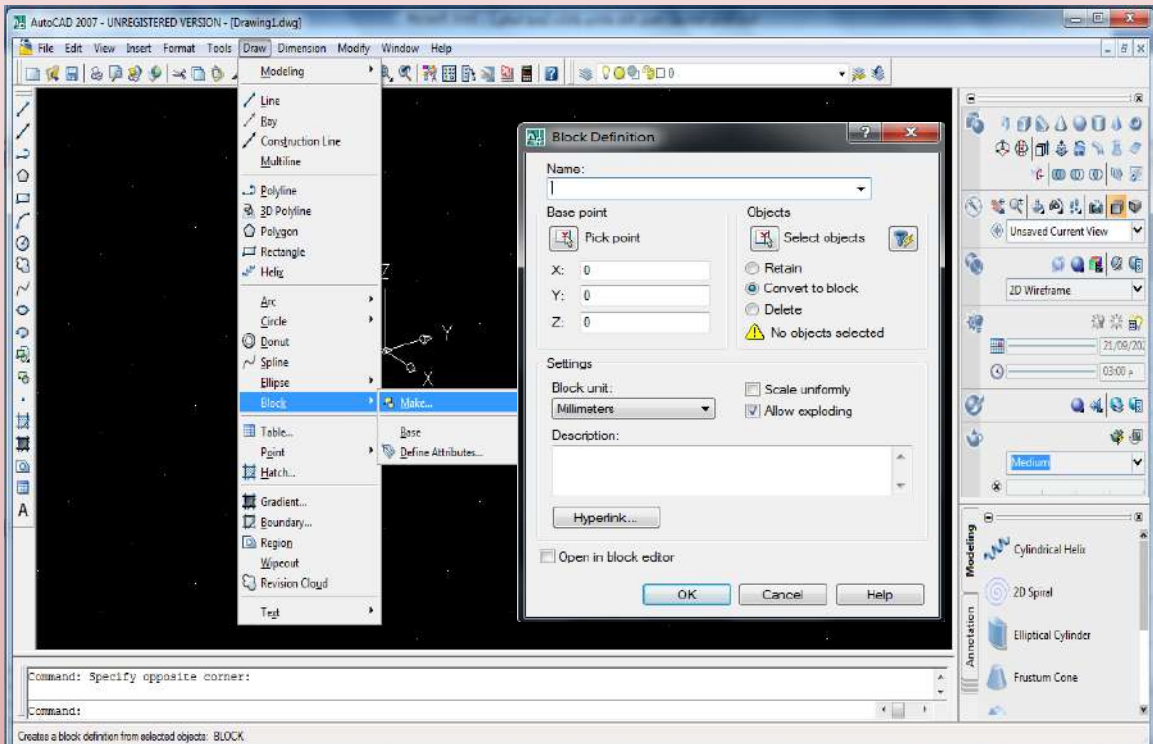 AutoCAD 2007 - UNREGISTERED VERSION - [Drawing1.dwg]
File Edit View Insert Format Tools Draw Dimension Modify Window Help
0
Modeling
Line
Ray
Construction Line
Multiline
Polyline
3D Polyline
Polygon
Rectangle
Helix
Arc
Circle
Donut
Spline
Ellipse
Block
Table...
Point
Hatch...
Gradient...
Boundary...
Region
Wipeout
Revision Cloud
Text
Make...
Base
Define Attributes...
Z
Y
X
A
Block Definition
Name:
Base point
Pick point
X: 0
Y: 0
Z: 0
Objects
Select objects
Retain
Convert to block
Delete
No objects selected
Settings
Block unit:
Millimeters
Scale uniformly
Allow exploding
Description:
Hyperlink...
Open in block editor
OK Cancel Help
Unsaved Current View
2D Wireframe
21/09/202
03:00 م
Medium
Modeling
Annotation
Cylindrical Helix
2D Spiral
Elliptical Cylinder
Frustum Cone
Command: Specify opposite corner:
Command:
Creates a block definition from selected objects: BLOCK